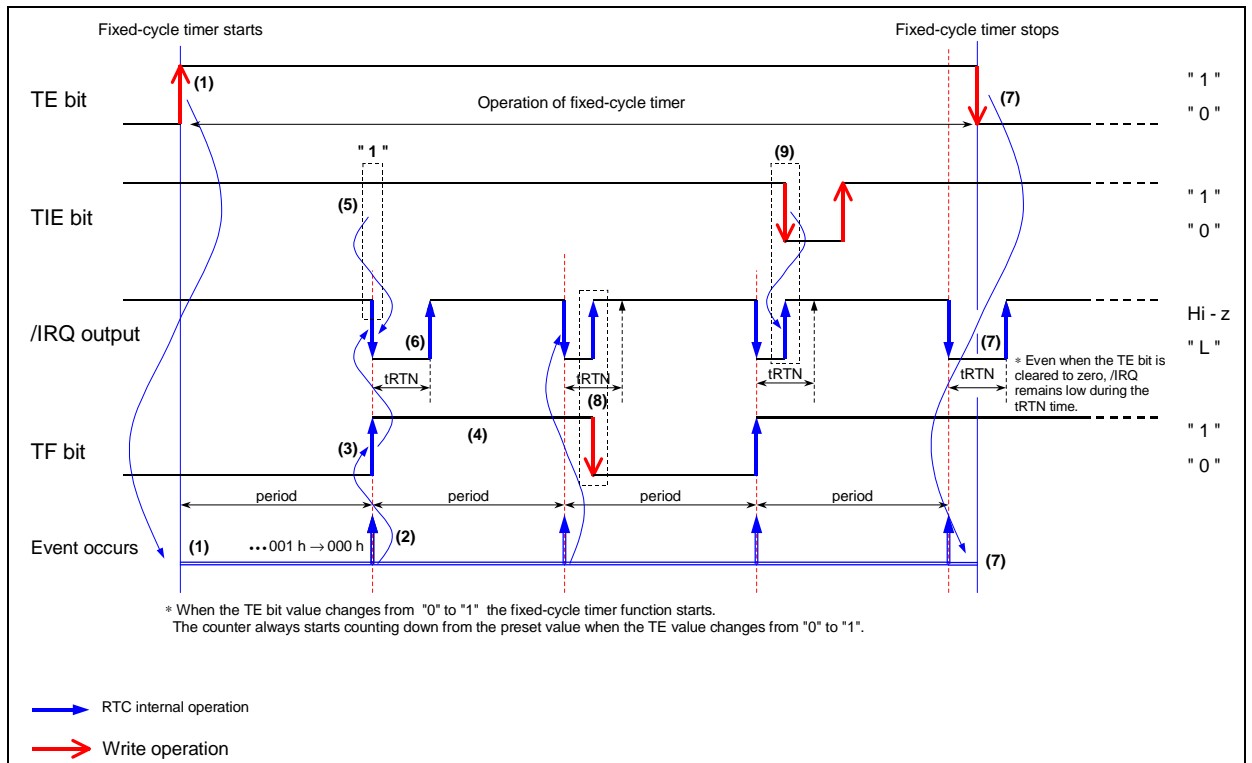 Fixed-cycle timer starts
Fixed-cycle timer stops
TE bit
(1)
Operation of fixed-cycle timer
(7)
" 1 "
" 0 "
" 1 "
(9)
TIE bit
(5)
" 1 "
" 0 "
/IRQ output
(6)
(7)
Hi - z
" L "
tRTN
tRTN
tRTN
tRTN
* Even when the TE bit is
cleared to zero, /IRQ
remains low during the
tRTN time.
(8)
TF bit
(3)
(4)
" 1 "
" 0 "
period
period
period
period
Event occurs
(1)
•••001 h → 000 h
(2)
(7)
* When the TE bit value changes from "0" to "1" the fixed-cycle timer function starts.
The counter always starts counting down from the preset value when the TE value changes from "0" to "1".
RTC internal operation
Write operation